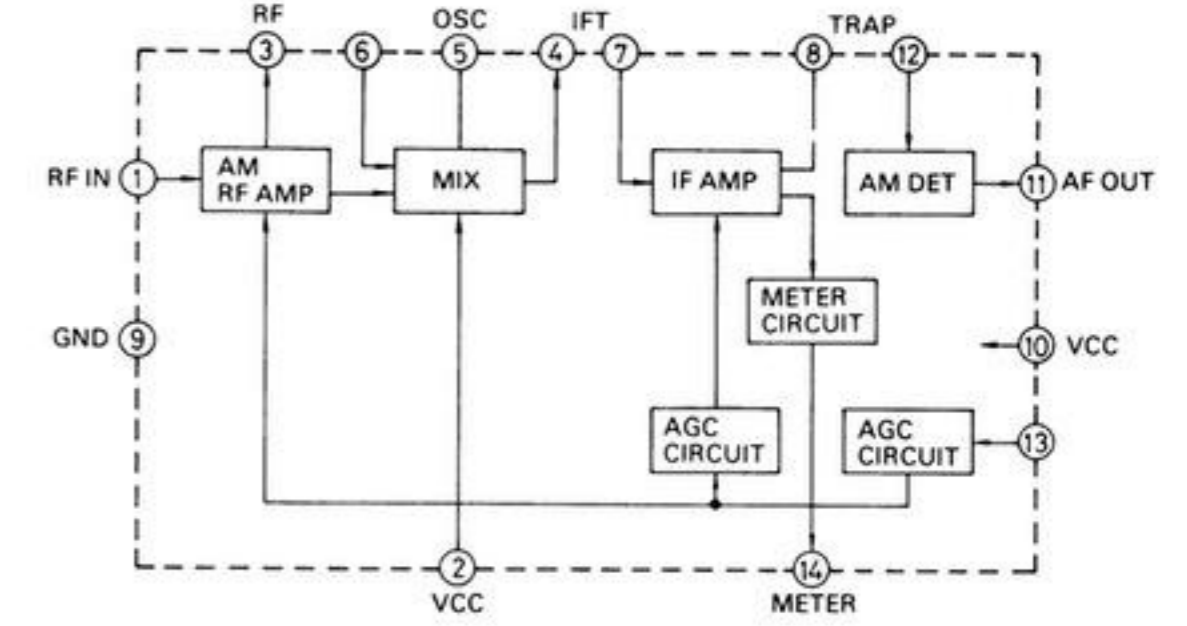 RF
OSC
IFT
TRAP
3
6
5
4
7
8
12
RF IN
1
AM
RF AMP
MIX
IF AMP
AM DET
11
AF OUT
METER
CIRCUIT
GND
9
10
VCC
AGC
CIRCUIT
AGC
CIRCUIT
13
2
14
VCC
METER